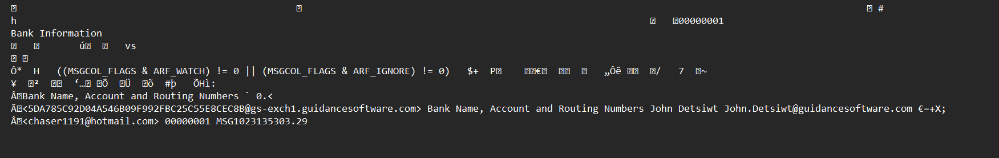 #
h 00000001
Bank Information
ú vs
Ô* H ((MSGCOL_FLAGS & ARF_WATCH) != 0 || (MSGCOL_FLAGS & ARF_IGNORE) != 0) $+ P € „Ôê / 7 ~
¥ ² ‘… Ô Ü õ #þ ÕHì:
ÂBank Name, Account and Routing Numbers ` 0.<
Â<5DA785C92D04A546B09F992FBC25C55E8CEC8B@gs-exch1.guidancesoftware.com> Bank Name, Account and Routing Numbers John Detsiwt John.Detsiwt@guidancesoftware.com €=+X;
Â<chaser1191@hotmail.com> 00000001 MSG1023135303.29